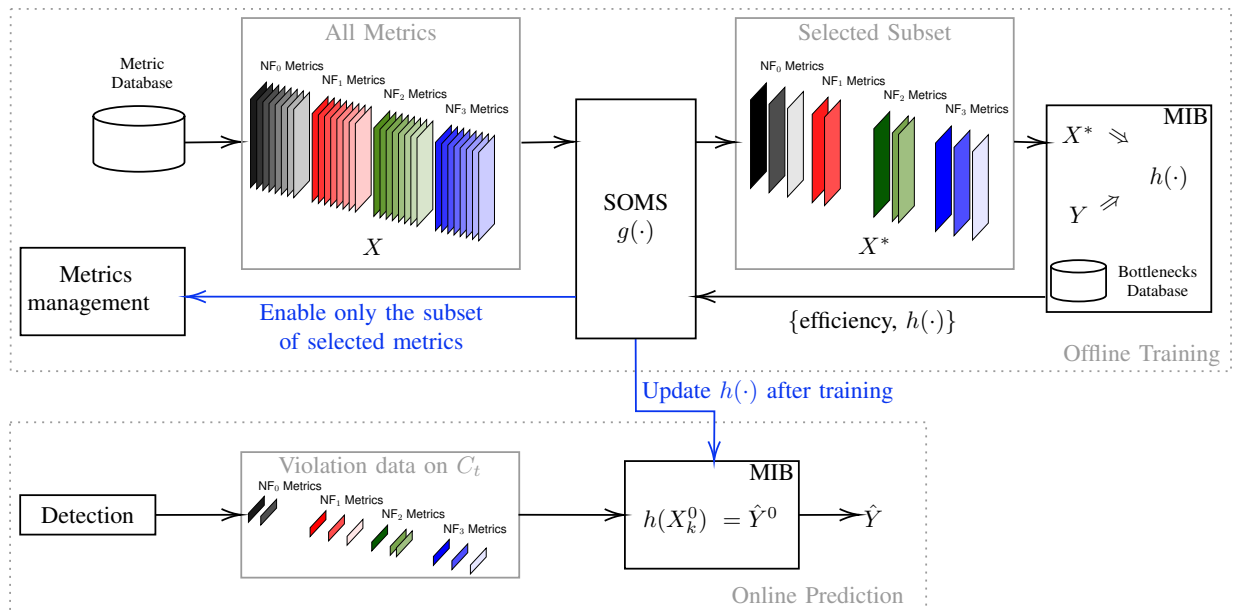 All Metrics
Selected Subset
Metric
Database
NF₀ Metrics
NF₁ Metrics
NF₂ Metrics
NF₃ Metrics
X
SOMS
g(·)
NF₀ Metrics
NF₁ Metrics
NF₂ Metrics
NF₃ Metrics
X*
MIB
X* ⇒
h(·)
Y ⇒
Bottlenecks
Database
Metrics
management
Enable only the subset
of selected metrics
{efficiency, h(·)}
Offline Training
Update h(·) after training
Violation data on Cₜ
NF₀ Metrics
NF₁ Metrics
NF₂ Metrics
NF₃ Metrics
Detection
MIB
h(X⁰ₖ) = Ŷ⁰
Ŷ
Online Prediction